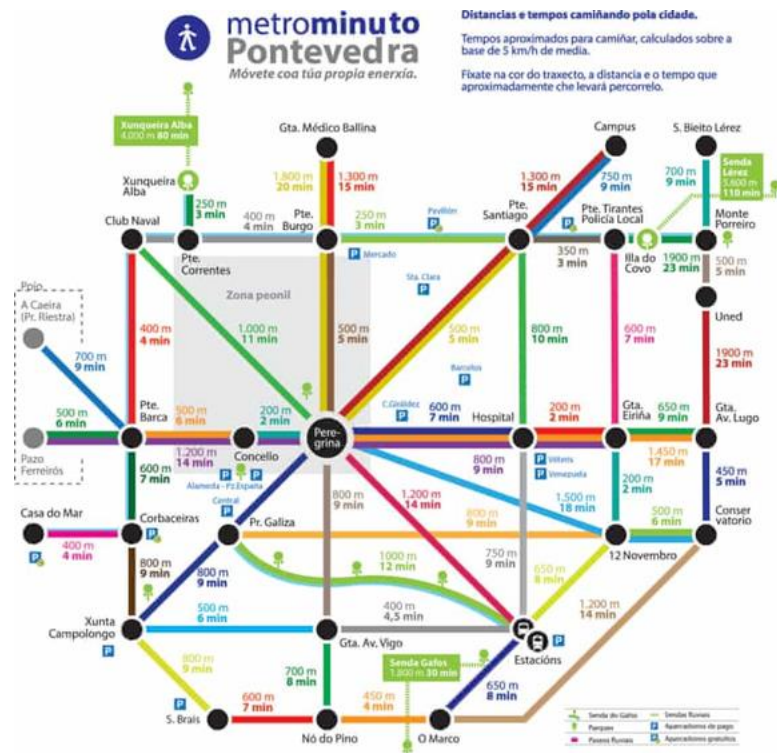 metrominuto
Pontevedra
Móvete coa túa propia enerxía.
Distancias e tempos camiñando pola cidade.
Tempos aproximados para camiñar, calculados sobre a
base de 5 km/h de media.
Fíxate na cor do traxecto, a distancia e o tempo que
aproximadamente che levará percorrelo.
Xunqueira Alba
4.000 m 80 min
Gta. Médico Ballina
Campus
S. Bieito Lérez
Senda
Lérez
5.600 m
110 min
Xunqueira
Alba
1.800 m
20 min
1.300 m
15 min
1.300 m
15 min
750 m
9 min
700 m
9 min
250 m
3 min
Club Naval
400 m
4 min
Pte.
Burgo
250 m
3 min
Pavillón
P
Pte.
Santiago
P
Pte. Tirantes
Policía Local
Monte
Porreiro
Pte.
Correntes
P Mercado
350 m
3 min
Illa do
Covo
1900 m
23 min
500 m
5 min
Zona peonil
Sta. Clara
P
Uned
Poio
A Caeira
(Pr. Riestra)
400 m
4 min
1.000 m
11 min
500 m
5 min
500 m
5 min
800 m
10 min
600 m
7 min
1900 m
23 min
700 m
9 min
Barcelos
P
500 m
6 min
Pte.
Barca
500 m
6 min
200 m
2 min
Pere-
grina
C.Giráldez
P
600 m
7 min
Hospital
200 m
2 min
Gta.
Eiriña
650 m
9 min
Gta.
Av. Lugo
Pazo
Ferreirós
1.200 m
14 min
Concello
800 m
9 min
1.450 m
17 min
600 m
7 min
P
Alameda - Pz.España
Central
P
800 m
9 min
1.200 m
14 min
P Vitens
P Venezuela
1.500 m
18 min
200 m
2 min
450 m
5 min
Casa do Mar
Corbaceiras
P
P
400 m
4 min
Pr. Galiza
800 m
9 min
500 m
6 min
Conser
vatorio
12 Novembro
800 m
9 min
800 m
9 min
1000 m
12 min
750 m
9 min
650 m
8 min
1.200 m
14 min
Xunta
Campolongo
P
500 m
6 min
400 m
4,5 min
Gta. Av. Vigo
Estacións
P
800 m
9 min
700 m
8 min
Senda Gafos
1.800 m 30 min
650 m
8 min
P
S. Brais
600 m
7 min
Nó do Pino
450 m
4 min
O Marco
Senda do Gafos
Sendas fluviais
Parques
P Aparcadoiros de pago
Paseos fluviais
P Aparcadoiros gratuítos